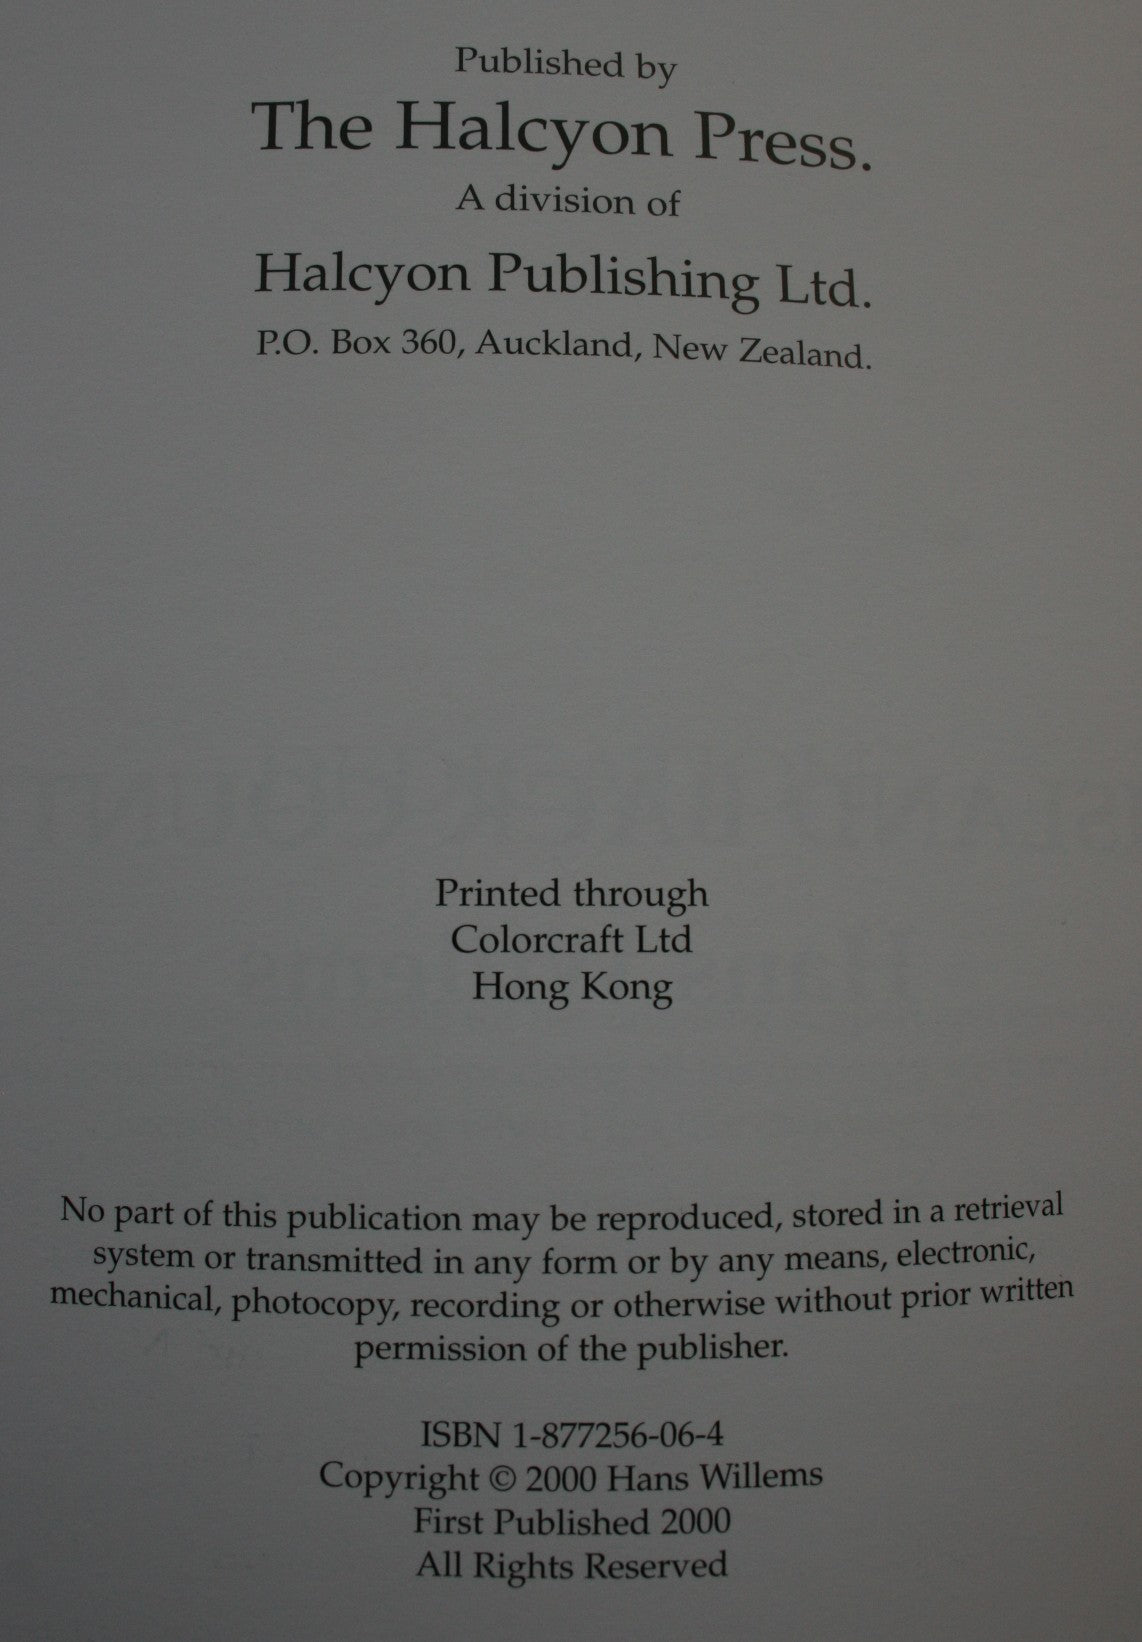 Published by
The Halcyon Press.
A division of
Halcyon Publishing Ltd.
P.O. Box 360, Auckland, New Zealand.
Printed through
Colorcraft Ltd
Hong Kong
No part of this publication may be reproduced, stored in a retrieval
system or transmitted in any form or by any means, electronic,
mechanical, photocopy, recording or otherwise without prior written
permission of the publisher.
ISBN 1-877256-06-4
Copyright © 2000 Hans Willems
First Published 2000
All Rights Reserved